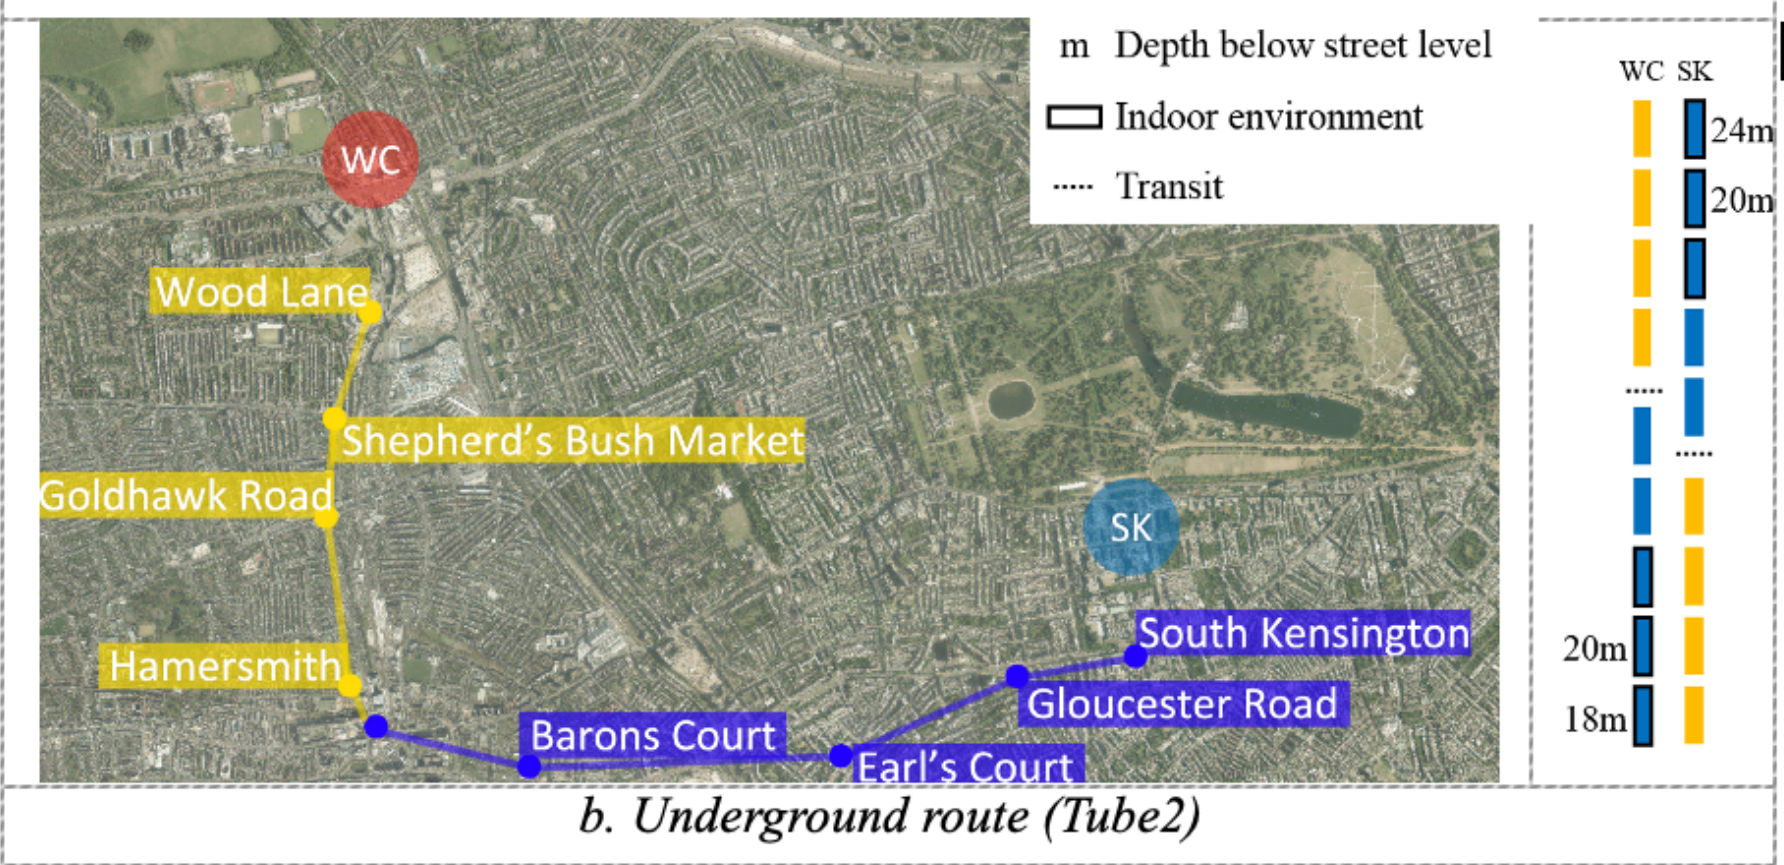 m Depth below street level
Indoor environment
Transit
WC
Wood Lane
Shepherd's Bush Market
Goldhawk Road
Hamersmith
SK
South Kensington
Gloucester Road
Barons Court
Earl's Court
WC SK
24m
20m
20m
18m
b. Underground route (Tube2)